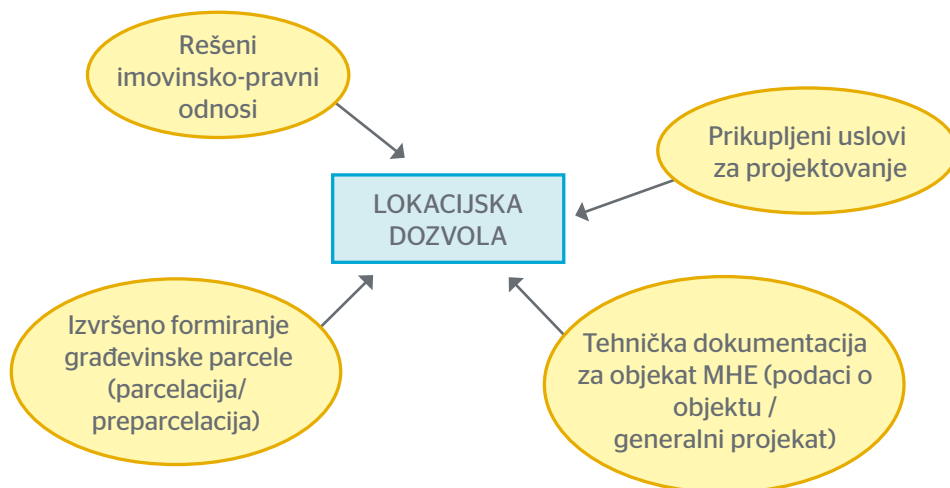 Rešeni
imovinsko-pravni
odnosi
Prikupljeni uslovi
za projektovanje
LOKACIJSKA
DOZVOLA
Izvršeno formiranje
građevinske parcele
(parcelacija/
preparcelacija)
Tehnička dokumentacija
za objekat MHE (podaci o
objektu /
generalni projekat)